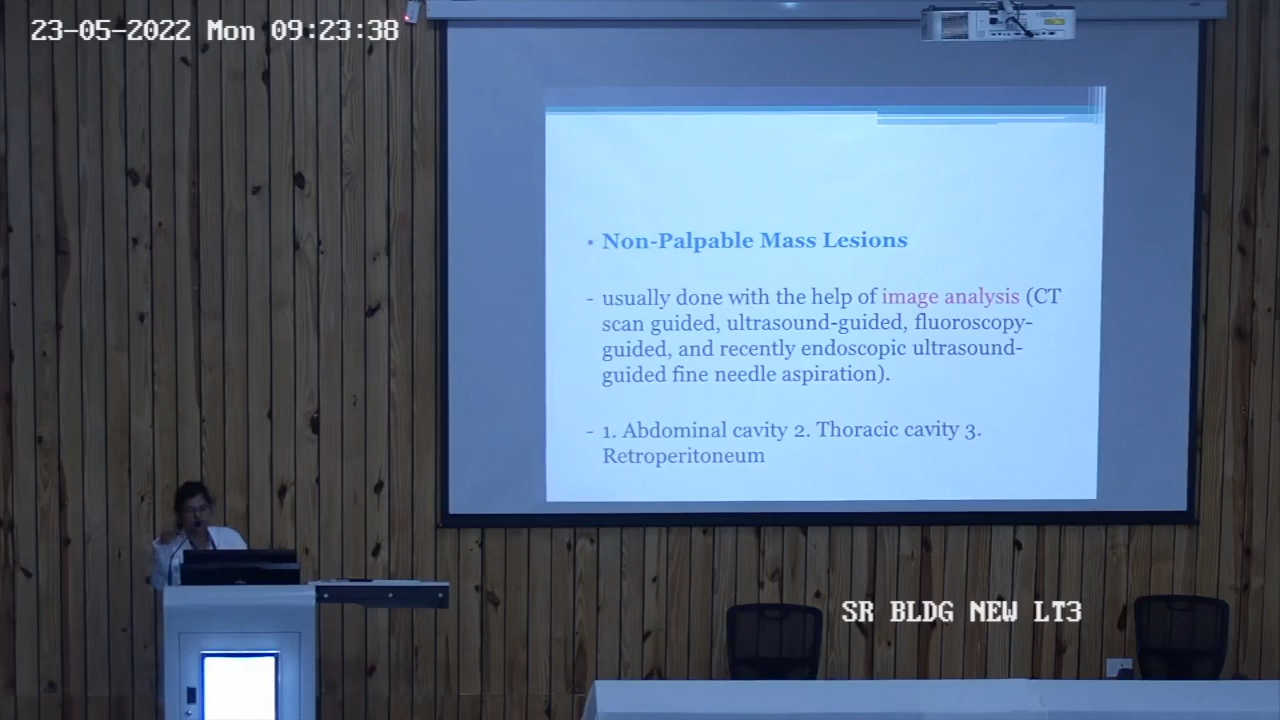 23-05-2022 Mon 09:23:38
• Non-Palpable Mass Lesions
- usually done with the help of image analysis (CT
scan guided, ultrasound-guided, fluoroscopy-
guided, and recently endoscopic ultrasound-
guided fine needle aspiration).
- 1. Abdominal cavity 2. Thoracic cavity 3.
Retroperitoneum
SR BLDG NEW LT3